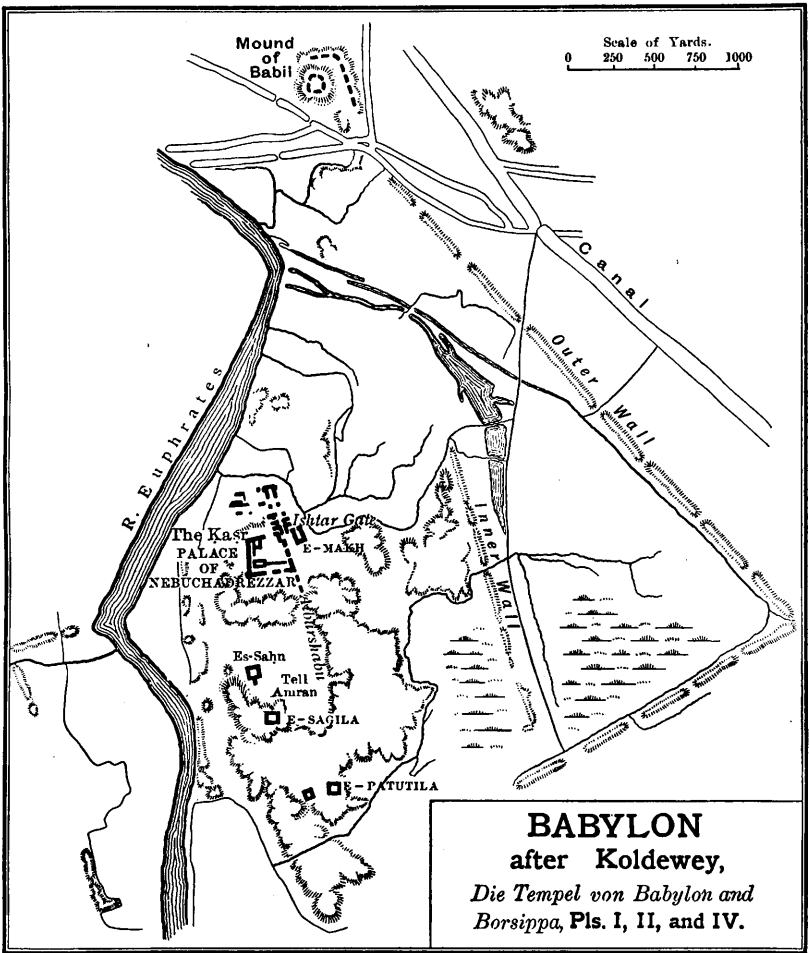 Mound
of
Babil
Scale of Yards.
0 250 500 750 1000
Canal
Outer Wall
R. Euphrates
Inner Wall
Ishtar Gate
The Kasr
E-MAKH
PALACE
OF
NEBUCHADREZZAR
Aiburshabu
Es-Sahn
Tell
Amran
E-SAGILA
E-PATUTILA
BABYLON
after Koldewey,
Die Tempel von Babylon and
Borsippa, Pls. I, II, and IV.